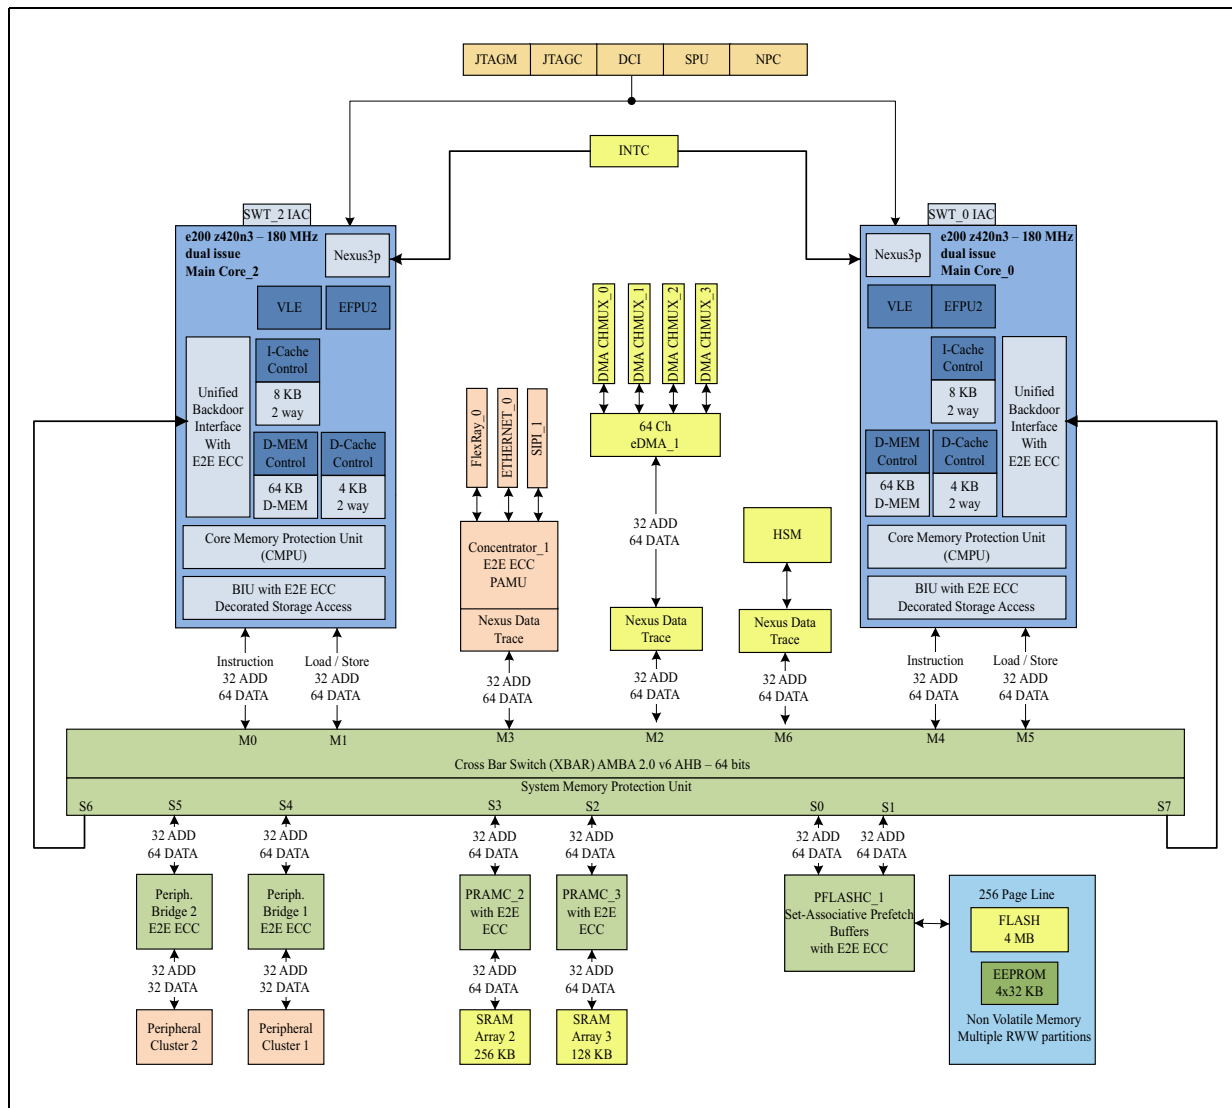 JTAGM
JTAGC
DCI
SPU
NPC
INTC
SWT_2 IAC
e200 z420n3 – 180 MHz
dual issue
Main Core_2
Nexus3p
VLE
EFPU2
I-Cache
Control
8 KB
2 way
Unified
Backdoor
Interface
With
E2E ECC
D-MEM
Control
D-Cache
Control
64 KB
D-MEM
4 KB
2 way
Core Memory Protection Unit
(CMPU)
BIU with E2E ECC
Decorated Storage Access
SWT_0 IAC
Nexus3p
e200 z420n3 – 180 MHz
dual issue
Main Core_0
VLE
EFPU2
I-Cache
Control
8 KB
2 way
Unified
Backdoor
Interface
With
E2E ECC
D-MEM
Control
D-Cache
Control
64 KB
D-MEM
4 KB
2 way
Core Memory Protection Unit
(CMPU)
BIU with E2E ECC
Decorated Storage Access
DMA CHMUX_0
DMA CHMUX_1
DMA CHMUX_2
DMA CHMUX_3
64 Ch
eDMA_1
32 ADD
64 DATA
FlexRay_0
ETHERNET_0
SIPI_1
Concentrator_1
E2E ECC
PAMU
Nexus Data
Trace
Nexus Data
Trace
HSM
Nexus Data
Trace
Instruction
32 ADD
64 DATA
Load / Store
32 ADD
64 DATA
32 ADD
64 DATA
32 ADD
64 DATA
32 ADD
64 DATA
Instruction
32 ADD
64 DATA
Load / Store
32 ADD
64 DATA
M0
M1
M3
M2
M6
M4
M5
Cross Bar Switch (XBAR) AMBA 2.0 v6 AHB – 64 bits
System Memory Protection Unit
S6
S5
S4
S3
S2
S0
S1
S7
32 ADD
64 DATA
32 ADD
64 DATA
32 ADD
64 DATA
32 ADD
64 DATA
32 ADD
64 DATA
32 ADD
64 DATA
Periph.
Bridge 2
E2E ECC
Periph.
Bridge 1
E2E ECC
PRAMC_2
with E2E
ECC
PRAMC_3
with E2E
ECC
PFLASHC_1
Set-Associative Prefetch
Buffers
with E2E ECC
256 Page Line
FLASH
4 MB
EEPROM
4x32 KB
Non Volatile Memory
Multiple RWW partitions
32 ADD
32 DATA
32 ADD
32 DATA
32 ADD
64 DATA
32 ADD
64 DATA
Peripheral
Cluster 2
Peripheral
Cluster 1
SRAM
Array 2
256 KB
SRAM
Array 3
128 KB